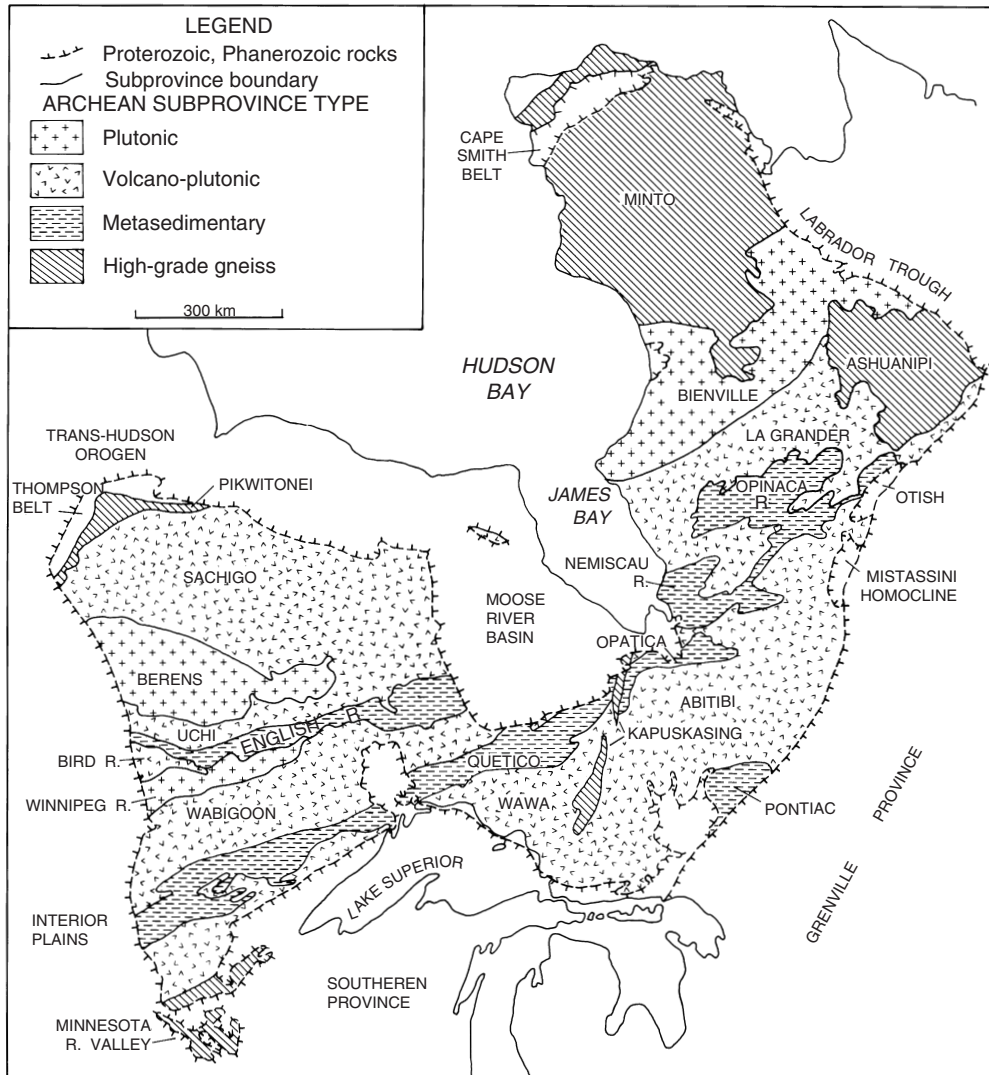 LEGEND
Proterozoic, Phanerozoic rocks
Subprovince boundary
ARCHEAN SUBPROVINCE TYPE
Plutonic
Volcano-plutonic
Metasedimentary
High-grade gneiss
300 km
CAPE
SMITH
BELT
MINTO
LABRADOR TROUGH
HUDSON
BAY
BIENVILLE
ASHUANIPI
TRANS-HUDSON
OROGEN
THOMPSON
BELT
PIKWITONEI
LA GRANDER
OPINACA
R.
OTISH
JAMES
BAY
SACHIGO
NEMISCAU
R.
MISTASSINI
HOMOCLINE
MOOSE
RIVER
BASIN
OPATICA
BERENS
ABITIBI
UCHI
ENGLISH R.
KAPUSKASING
BIRD R.
QUETICO
WINNIPEG R.
WABIGOON
WAWA
PONTIAC
GRENVILLE PROVINCE
LAKE SUPERIOR
INTERIOR
PLAINS
SOUTHEREN
PROVINCE
MINNESOTA
R. VALLEY